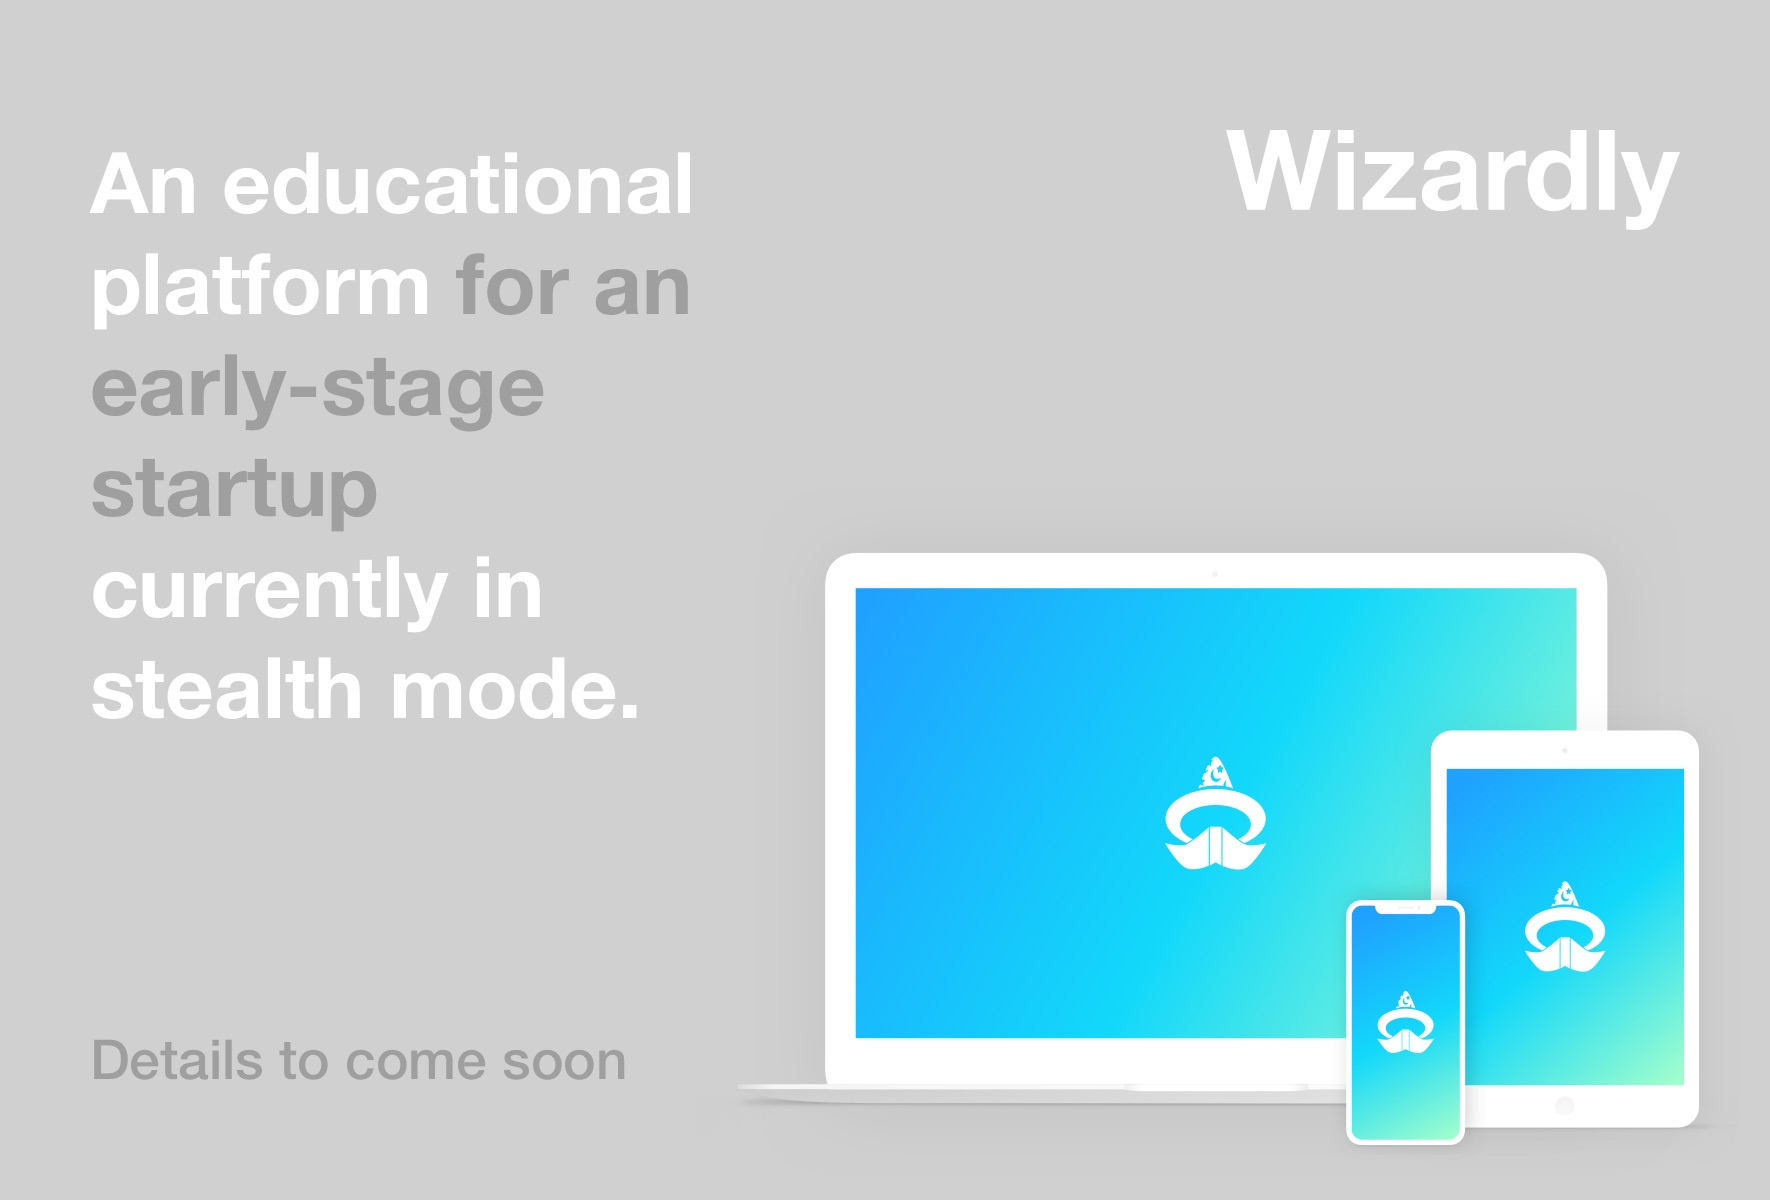 An educational
platform for an
early-stage
startup
currently in
stealth mode.
Wizardly
Details to come soon